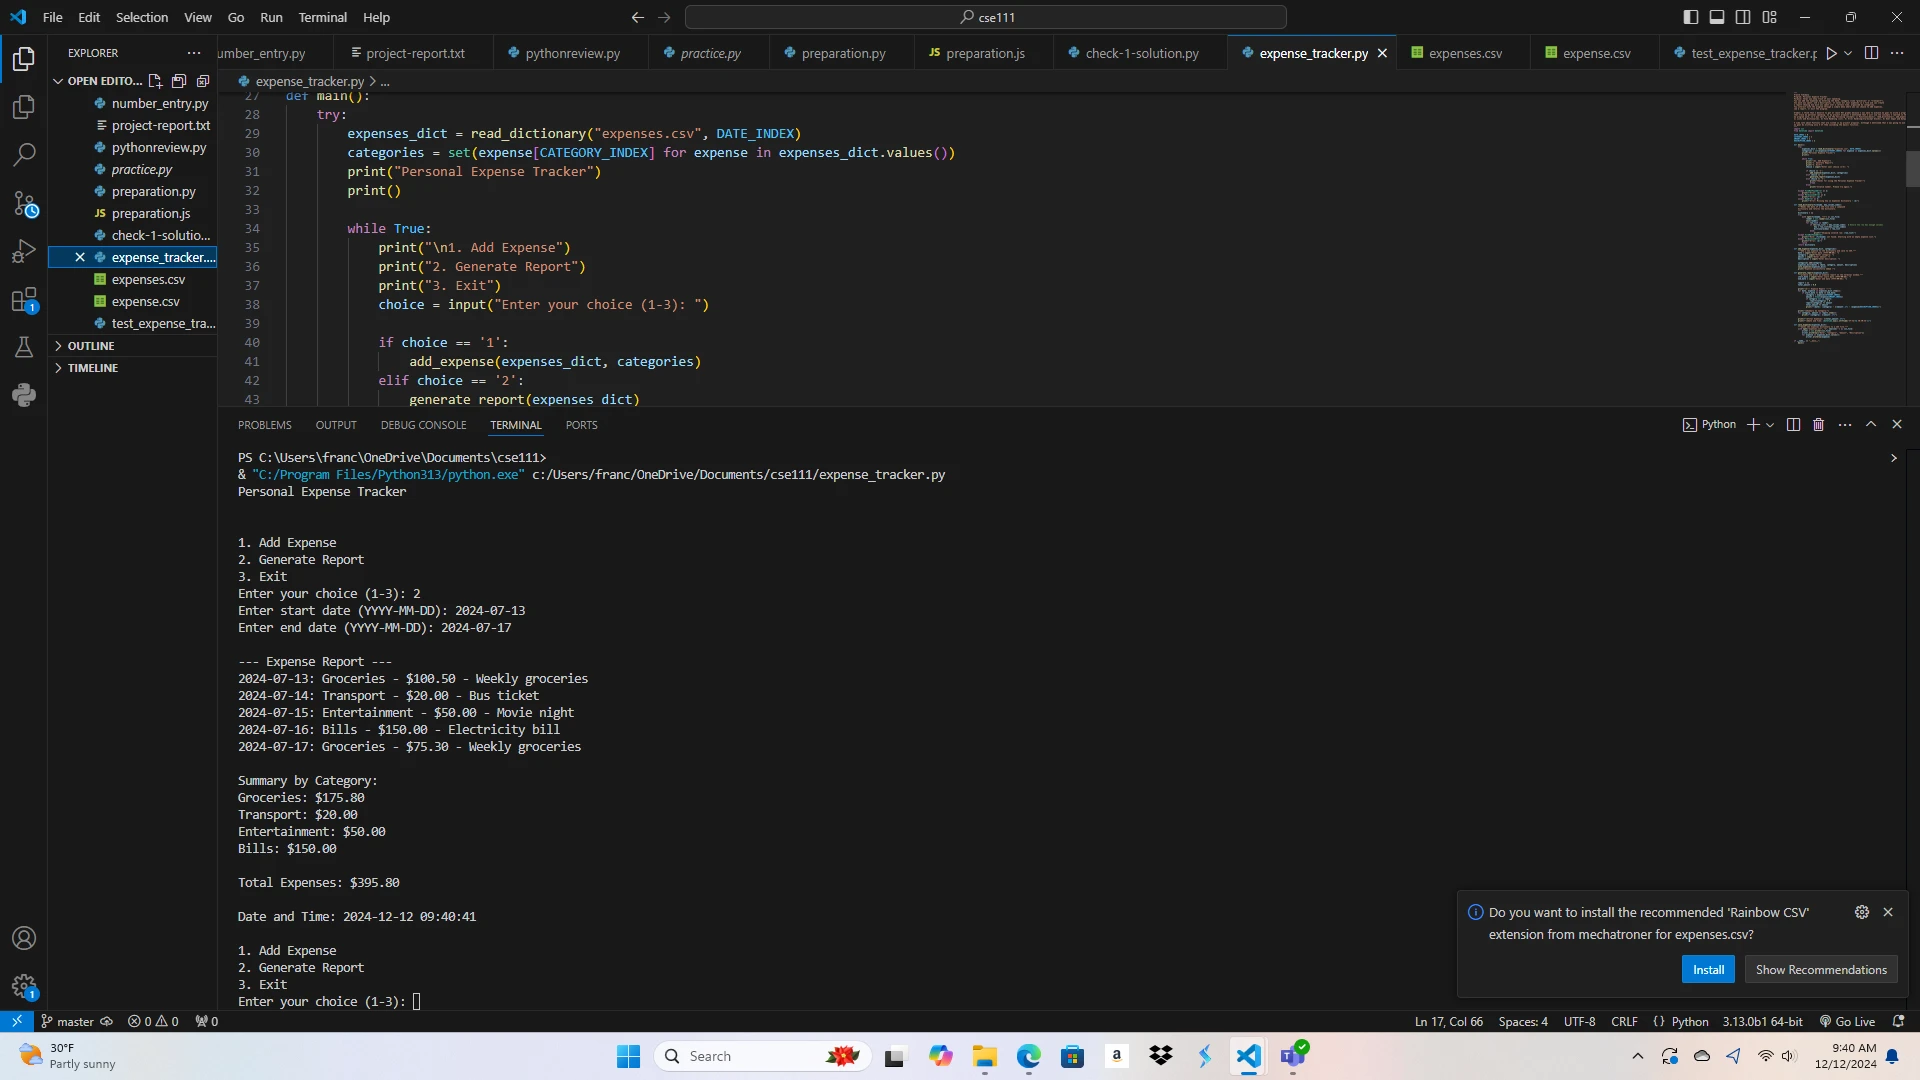 File Edit Selection View Go Run Terminal Help
cse111
EXPLORER
umber_entry.py
project-report.txt
pythonreview.py
practice.py
preparation.py
JS preparation.js
check-1-solution.py
expense_tracker.py
expenses.csv
expense.csv
test_expense_tracker.p
OPEN EDITO...
number_entry.py
project-report.txt
pythonreview.py
practice.py
preparation.py
JS preparation.js
check-1-solutio...
expense_tracker....
expenses.csv
expense.csv
test_expense_tra...
OUTLINE
TIMELINE
expense_tracker.py > ...
27 def main():
28 try:
29 expenses_dict = read_dictionary("expenses.csv", DATE_INDEX)
30 categories = set(expense[CATEGORY_INDEX] for expense in expenses_dict.values())
31 print("Personal Expense Tracker")
32 print()
33
34 while True:
35 print("\n1. Add Expense")
36 print("2. Generate Report")
37 print("3. Exit")
38 choice = input("Enter your choice (1-3): ")
39
40 if choice == '1':
41 add_expense(expenses_dict, categories)
42 elif choice == '2':
43 generate_report(expenses_dict)
PROBLEMS OUTPUT DEBUG CONSOLE TERMINAL PORTS
Python
PS C:\Users\franc\OneDrive\Documents\cse111>
& "C:/Program Files/Python313/python.exe" c:/Users/franc/OneDrive/Documents/cse111/expense_tracker.py
Personal Expense Tracker
1. Add Expense
2. Generate Report
3. Exit
Enter your choice (1-3): 2
Enter start date (YYYY-MM-DD): 2024-07-13
Enter end date (YYYY-MM-DD): 2024-07-17
--- Expense Report ---
2024-07-13: Groceries - $100.50 - Weekly groceries
2024-07-14: Transport - $20.00 - Bus ticket
2024-07-15: Entertainment - $50.00 - Movie night
2024-07-16: Bills - $150.00 - Electricity bill
2024-07-17: Groceries - $75.30 - Weekly groceries
Summary by Category:
Groceries: $175.80
Transport: $20.00
Entertainment: $50.00
Bills: $150.00
Total Expenses: $395.80
Date and Time: 2024-12-12 09:40:41
1. Add Expense
2. Generate Report
3. Exit
Enter your choice (1-3):
Do you want to install the recommended 'Rainbow CSV'
extension from mechatroner for expenses.csv?
Install
Show Recommendations
1
1
master
0 0
0
Ln 17, Col 66
Spaces: 4
UTF-8
CRLF
{ } Python
3.13.0b1 64-bit
Go Live
30°F
Partly sunny
Search
a
9:40 AM
12/12/2024